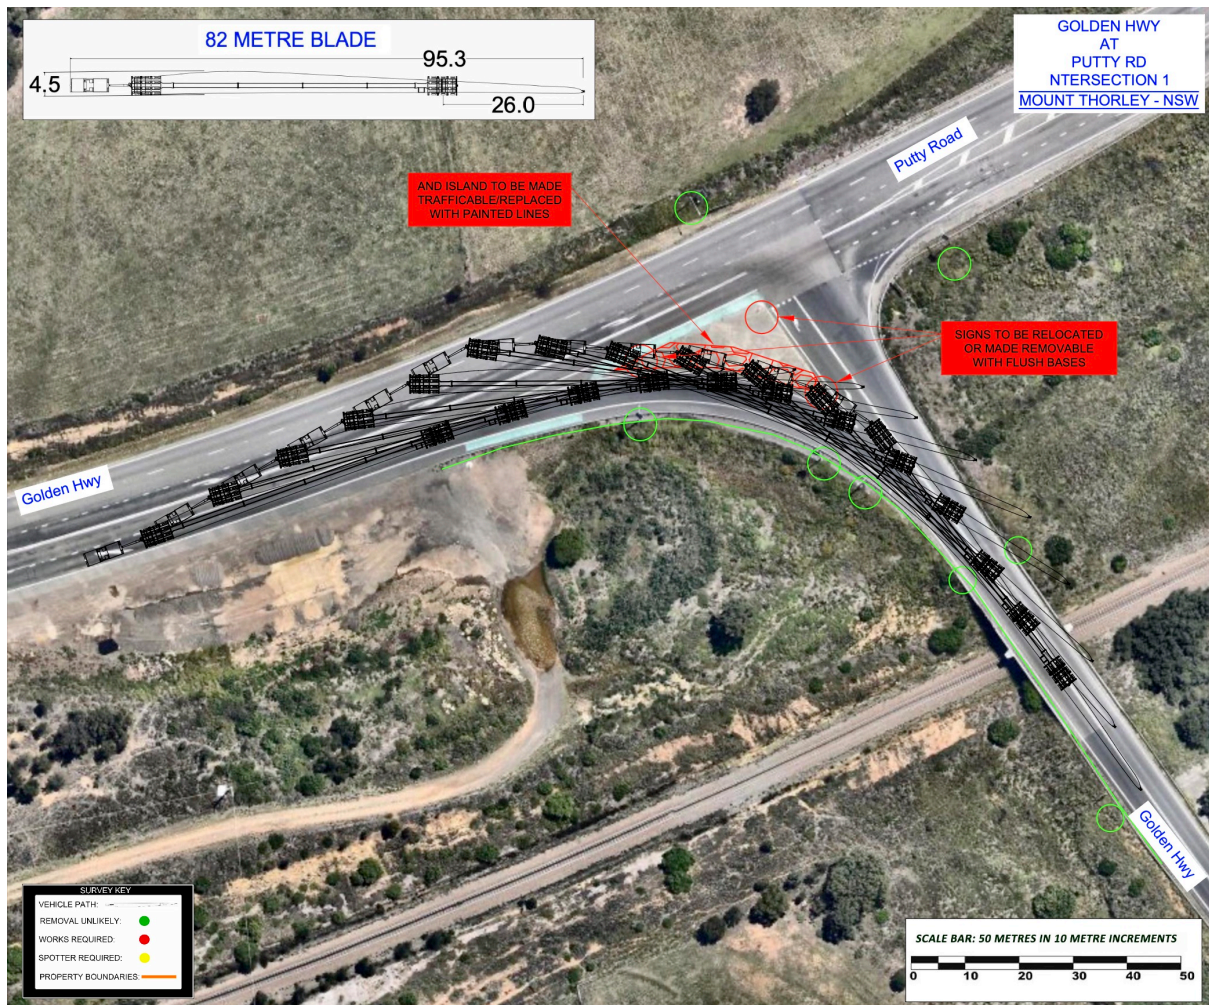 82 METRE BLADE
95.3
4.5
26.0
GOLDEN HWY
AT
PUTTY RD
NTERSECTION 1
MOUNT THORLEY - NSW
Putty Road
AND ISLAND TO BE MADE
TRAFFICABLE/REPLACED
WITH PAINTED LINES
SIGNS TO BE RELOCATED
OR MADE REMOVABLE
WITH FLUSH BASES
Golden Hwy
Golden Hwy
SURVEY KEY
VEHICLE PATH:
REMOVAL UNLIKELY:
WORKS REQUIRED:
SPOTTER REQUIRED:
PROPERTY BOUNDARIES:
SCALE BAR: 50 METRES IN 10 METRE INCREMENTS
0 10 20 30 40 50